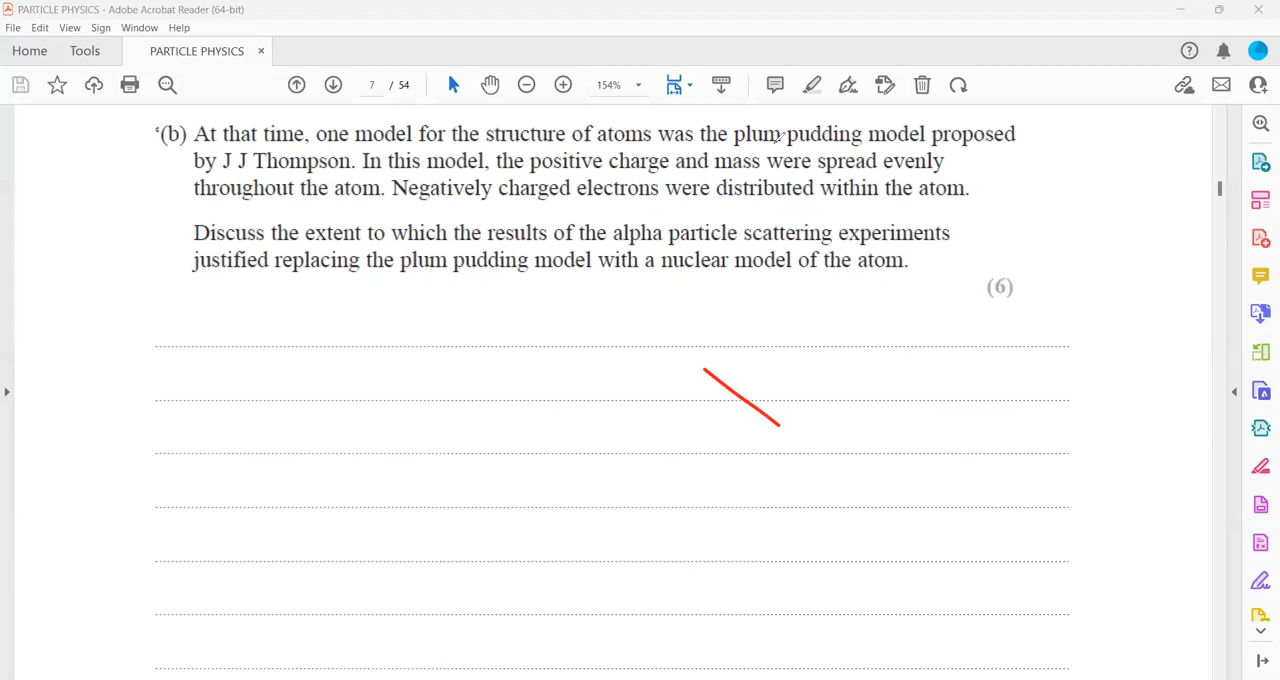 PARTICLE PHYSICS - Adobe Acrobat Reader (64-bit)
File Edit View Sign Window Help
Home Tools PARTICLE PHYSICS ×
7 / 54 154%
*(b) At that time, one model for the structure of atoms was the plum pudding model proposed
by J J Thompson. In this model, the positive charge and mass were spread evenly
throughout the atom. Negatively charged electrons were distributed within the atom.
Discuss the extent to which the results of the alpha particle scattering experiments
justified replacing the plum pudding model with a nuclear model of the atom.
(6)